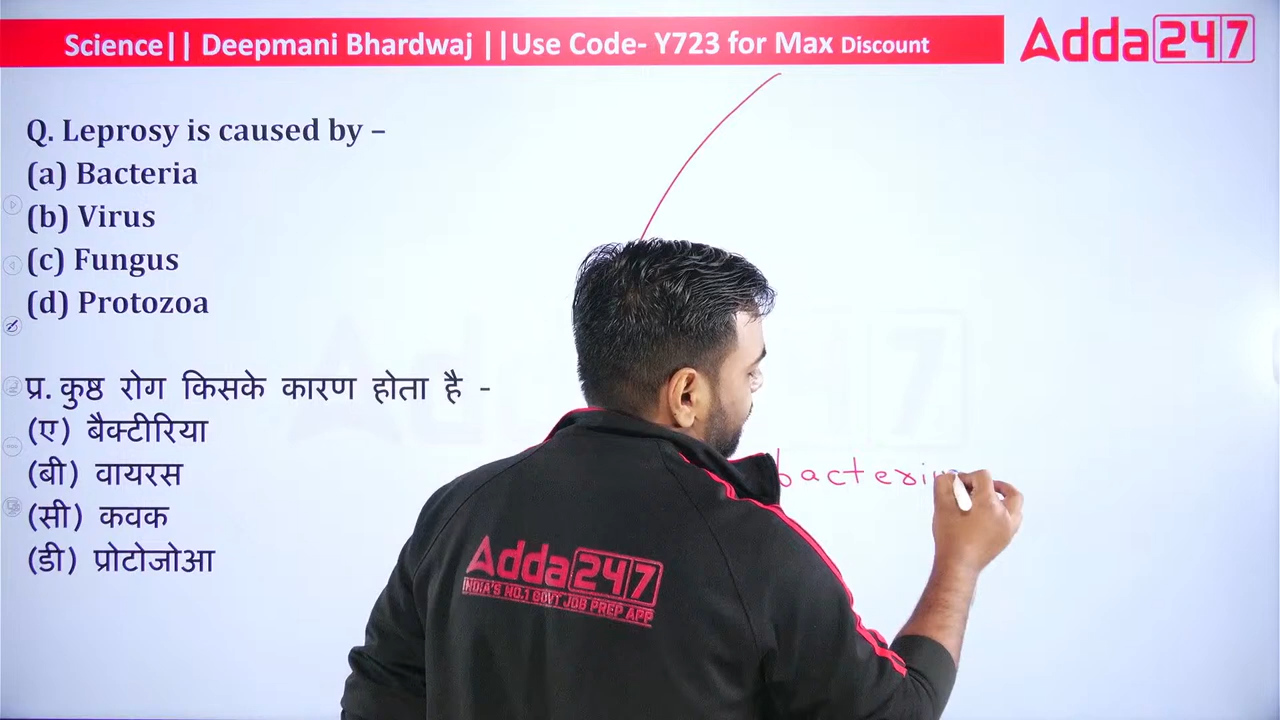 Science|| Deepmani Bhardwaj ||Use Code- Y723 for Max Discount
Adda247
Q. Leprosy is caused by –
(a) Bacteria
(b) Virus
(c) Fungus
(d) Protozoa
प्र. कुष्ठ रोग किसके कारण होता है -
(ए) बैक्टीरिया
(बी) वायरस
(सी) कवक
(डी) प्रोटोजोआ
bacteri
Adda247
INDIA'S NO.1 GOVT JOB PREP APP